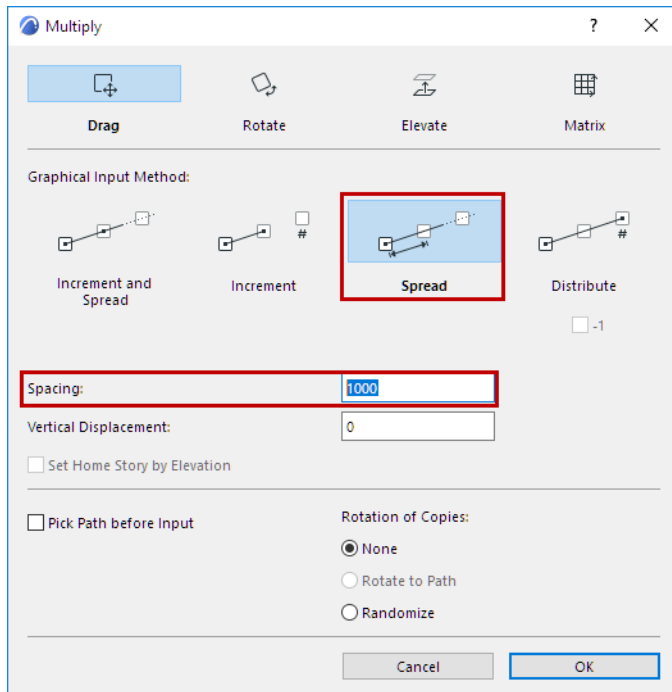 Multiply
?
Drag
Rotate
Elevate
Matrix
Graphical Input Method:
#
#
Increment and
Spread
Increment
Spread
Distribute
-1
Spacing:
1000
Vertical Displacement:
0
Set Home Story by Elevation
Pick Path before Input
Rotation of Copies:
None
Rotate to Path
Randomize
Cancel
OK